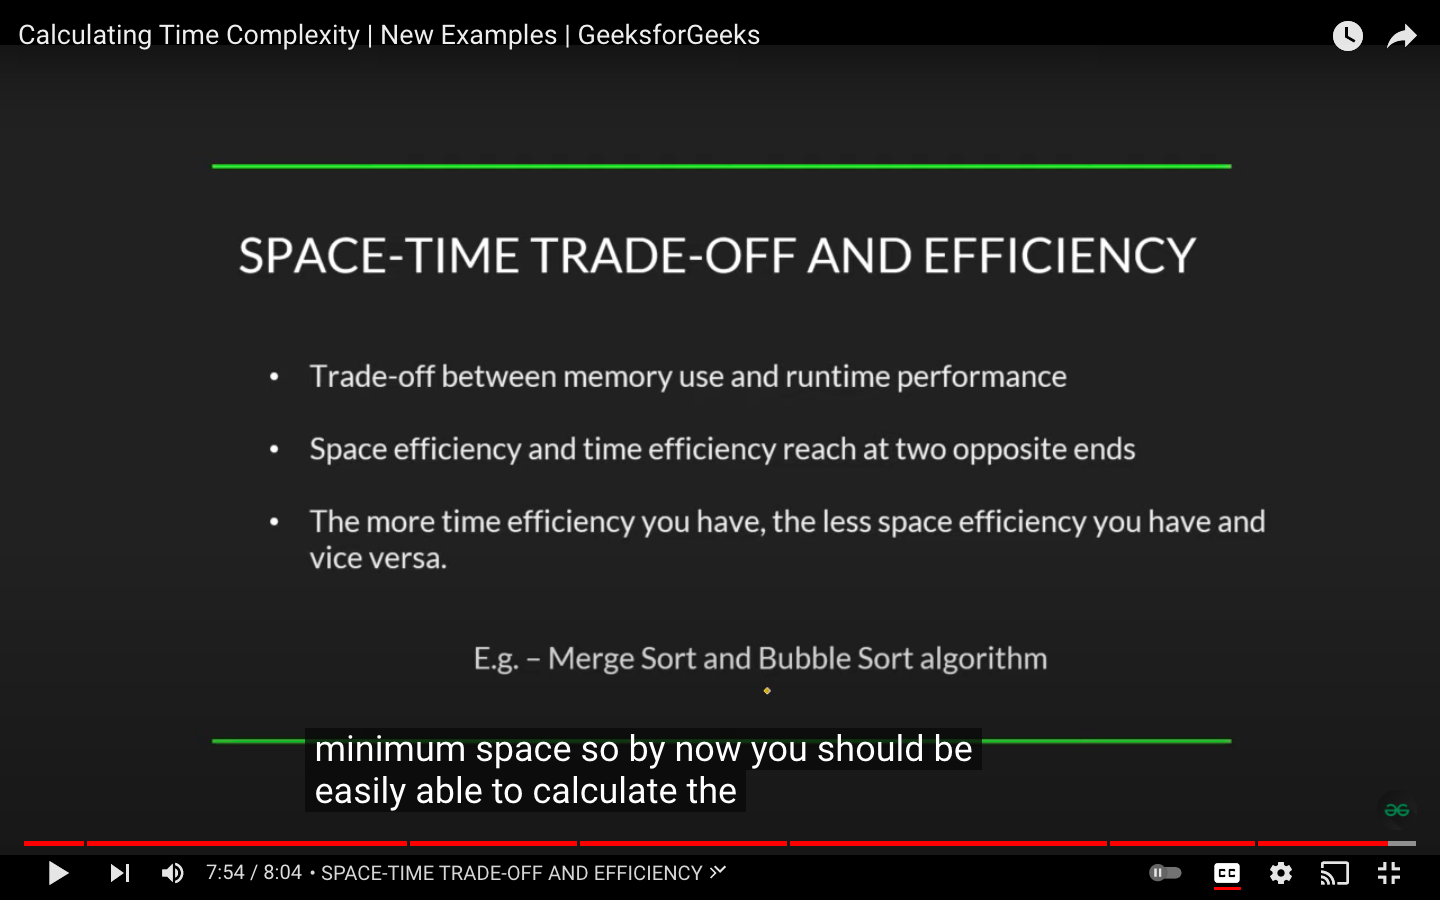 Calculating Time Complexity | New Examples | GeeksforGeeks
SPACE-TIME TRADE-OFF AND EFFICIENCY
• Trade-off between memory use and runtime performance
• Space efficiency and time efficiency reach at two opposite ends
• The more time efficiency you have, the less space efficiency you have and
vice versa.
E.g. – Merge Sort and Bubble Sort algorithm
minimum space so by now you should be
easily able to calculate the
7:54 / 8:04 • SPACE-TIME TRADE-OFF AND EFFICIENCY
CC